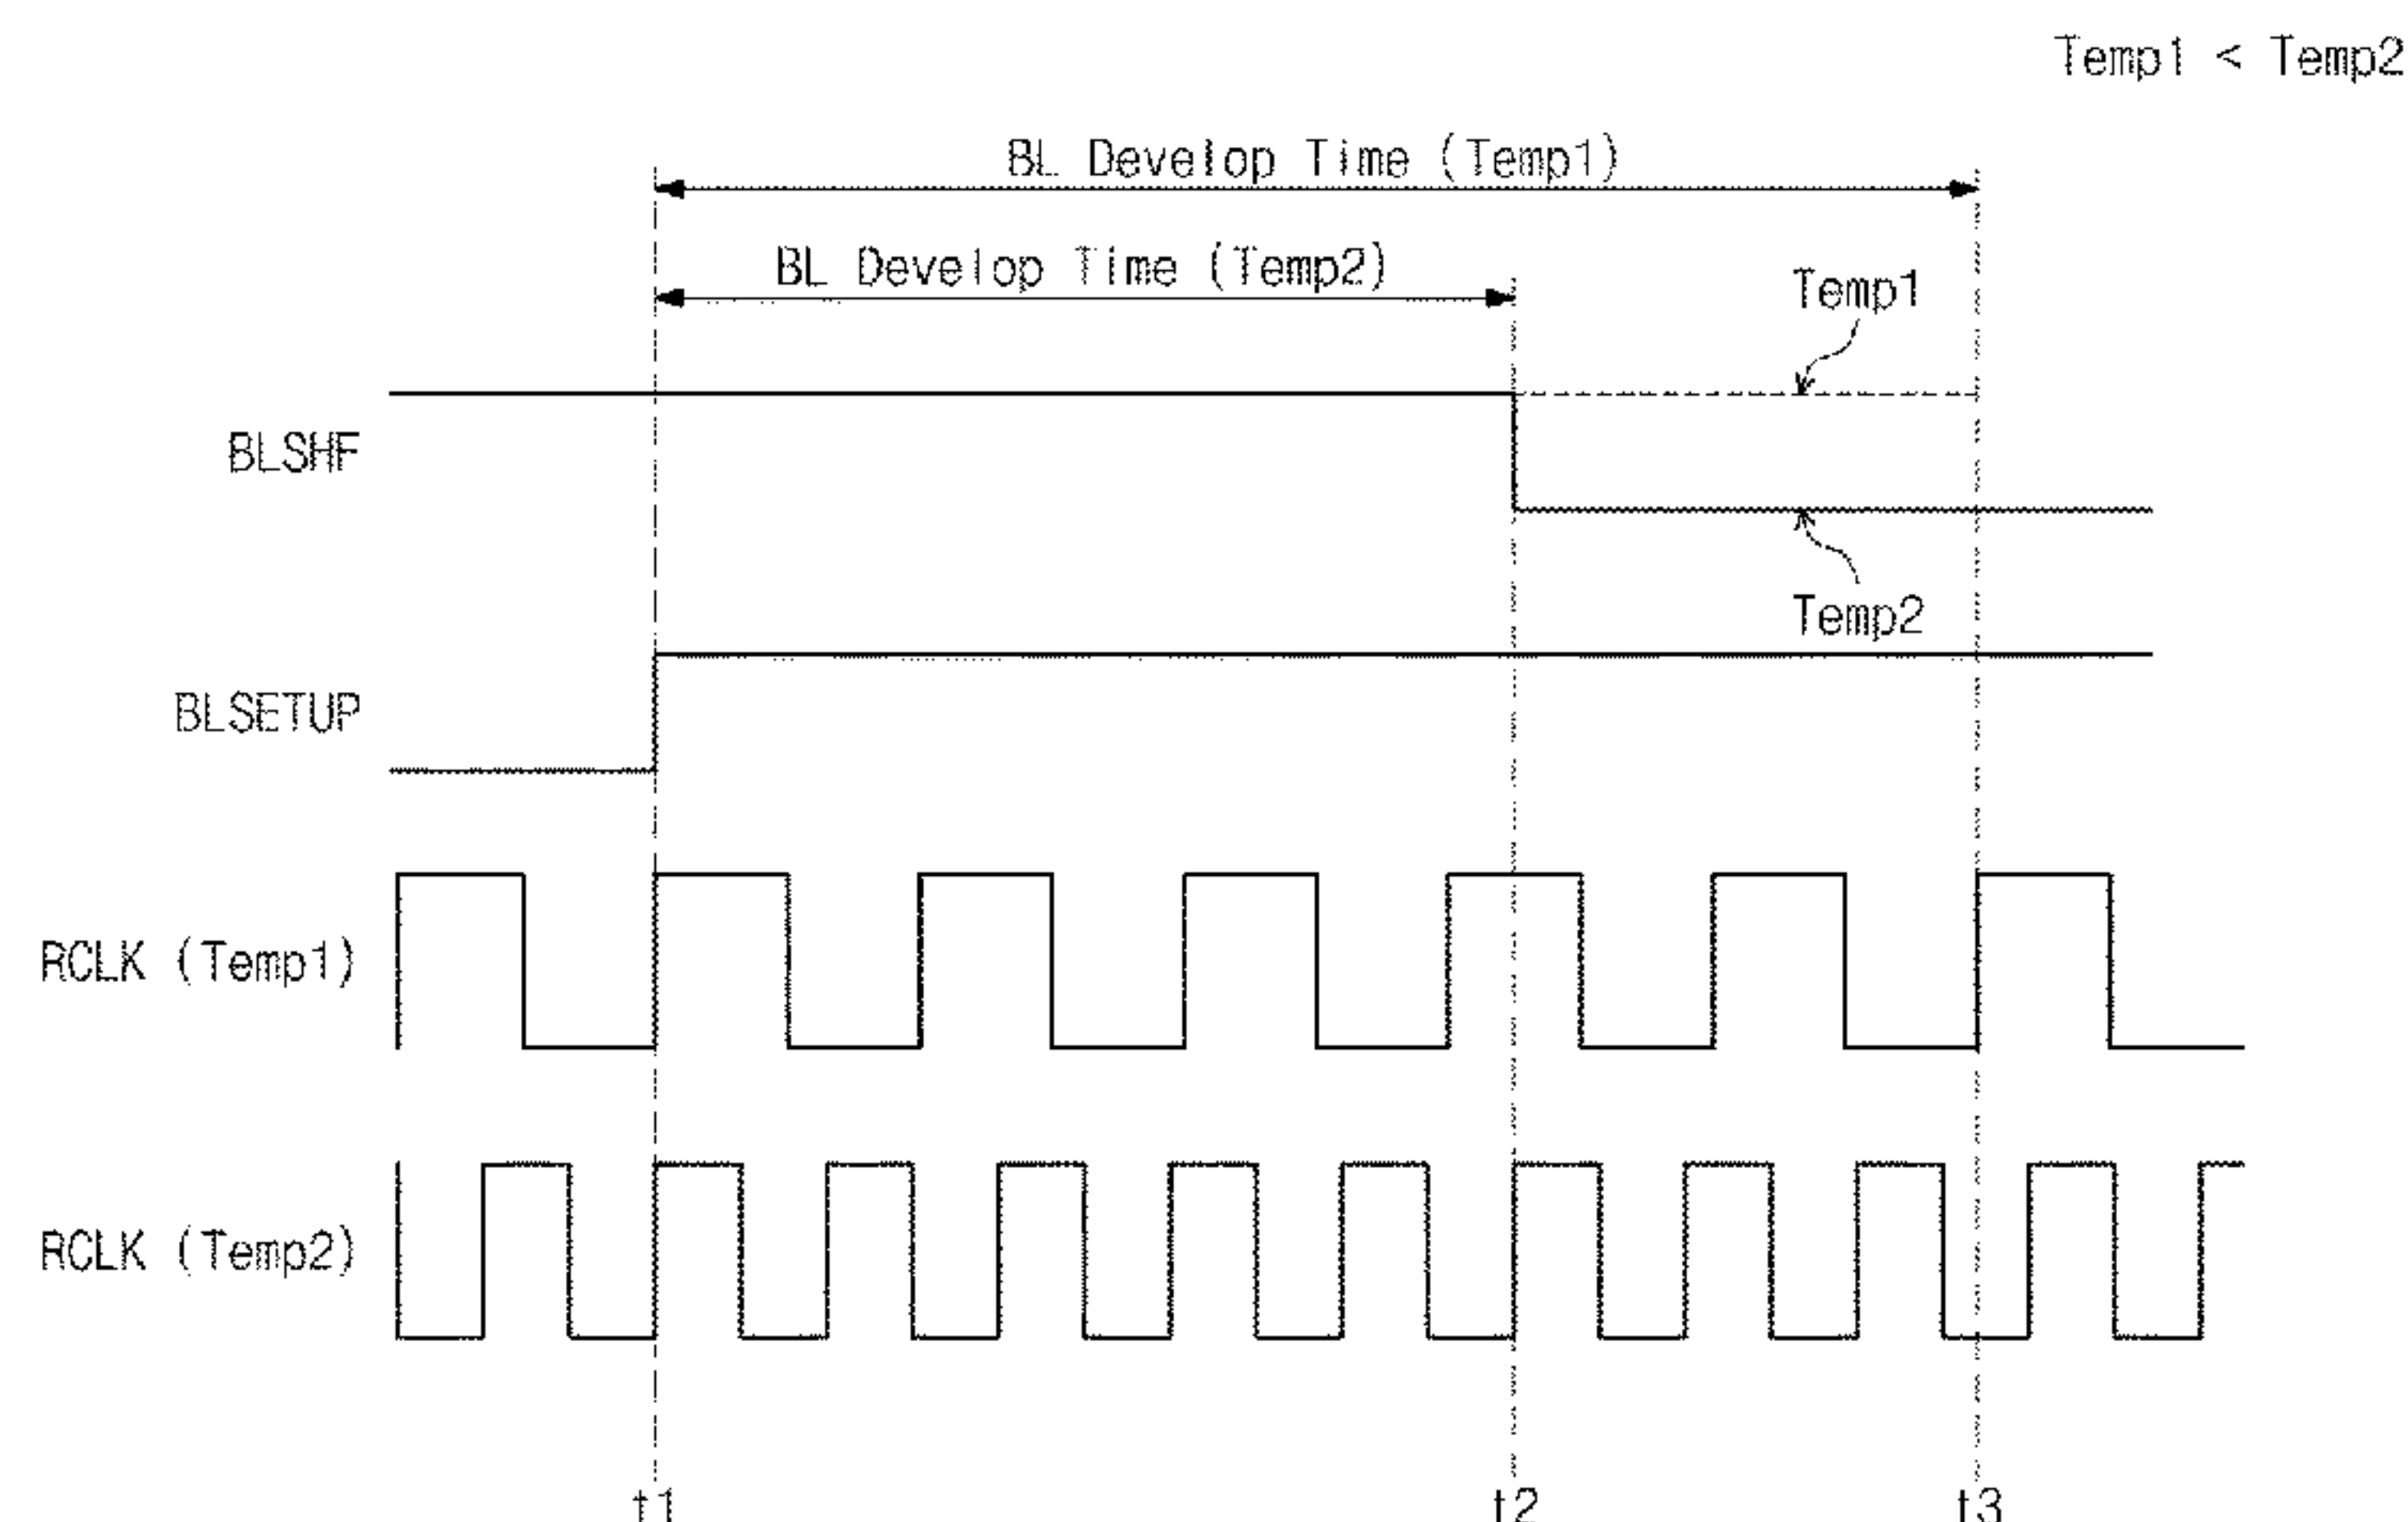 Temp1 < Temp2
BL Develop Time (Temp1)
BL Develop Time (Temp2)
Temp1
BLSHF
Temp2
BLSETUP
RCLK (Temp1)
RCLK (Temp2)
t1 t2 t3